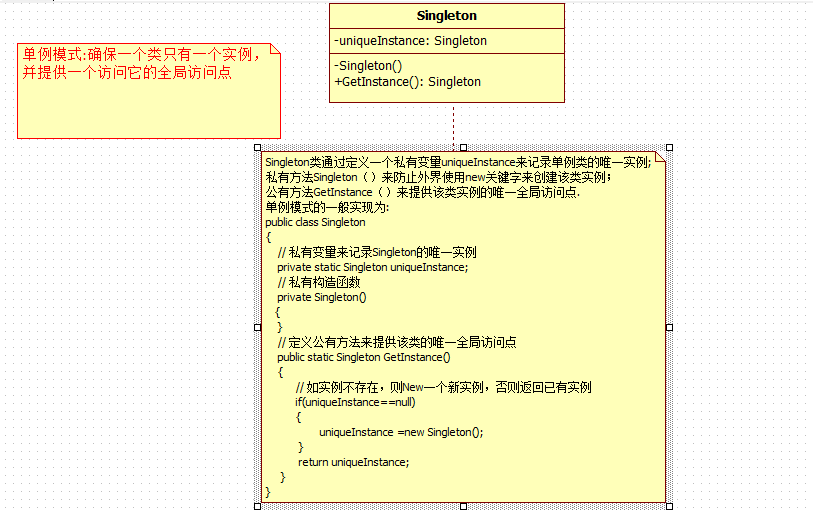 单例模式:确保一个类只有一个实例，
并提供一个访问它的全局访问点
Singleton
-uniqueInstance: Singleton
-Singleton()
+GetInstance(): Singleton
Singleton类通过定义一个私有变量uniqueInstance来记录单例类的唯一实例;
私有方法Singleton（）来防止外界使用new关键字来创建该类实例；
公有方法GetInstance（）来提供该类实例的唯一全局访问点.
单例模式的一般实现为:
public class Singleton
{
// 私有变量来记录Singleton的唯一实例
private static Singleton uniqueInstance;
// 私有构造函数
private Singleton()
{
}
// 定义公有方法来提供该类的唯一全局访问点
public static Singleton GetInstance()
{
// 如实例不存在，则New一个新实例，否则返回已有实例
if(uniqueInstance==null)
{
uniqueInstance =new Singleton();
}
return uniqueInstance;
}
}